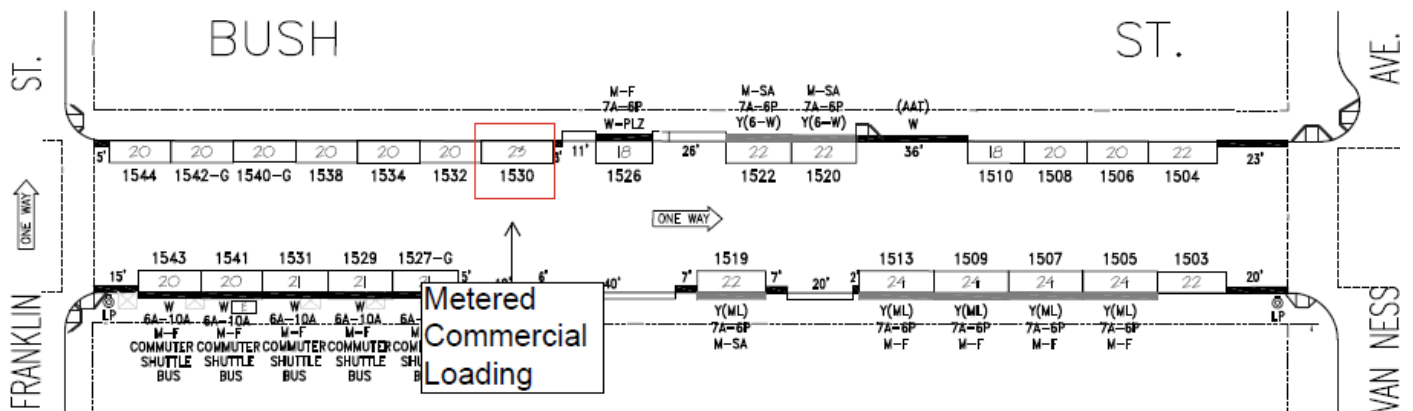 BUSH ST.
ST.
AVE.
M-F
7A-6P
W-PLZ
M-SA
7A-6P
Y(6-W)
M-SA
7A-6P
Y(6-W)
(AAT)
W
5' 20 20 20 20 20 20 23 11' 18 26' 22 22 36' 18 20 20 22 23'
1544 1542-G 1540-G 1538 1534 1532 1530 1526 1522 1520 1510 1508 1506 1504
ONE WAY
ONE WAY
1543 1541 1531 1529 1527-G 1519 1513 1509 1507 1505 1503
15' 20 20 21 21 21 5' 6' 40' 7' 22 7' 20' 2' 24 24 24 24 22 20'
LP
E
LP
W
6A-10A
M-F
COMMUTER
SHUTTLE
BUS
W
6A-10A
M-F
COMMUTER
SHUTTLE
BUS
W
6A-10A
M-F
COMMUTER
SHUTTLE
BUS
W
6A-10A
M-F
COMMUTER
SHUTTLE
BUS
Metered
Commercial
Loading
Y(ML)
7A-6P
M-SA
Y(ML)
7A-6P
M-F
Y(ML)
7A-6P
M-F
Y(ML)
7A-6P
M-F
Y(ML)
7A-6P
M-F
FRANKLIN
VAN NESS